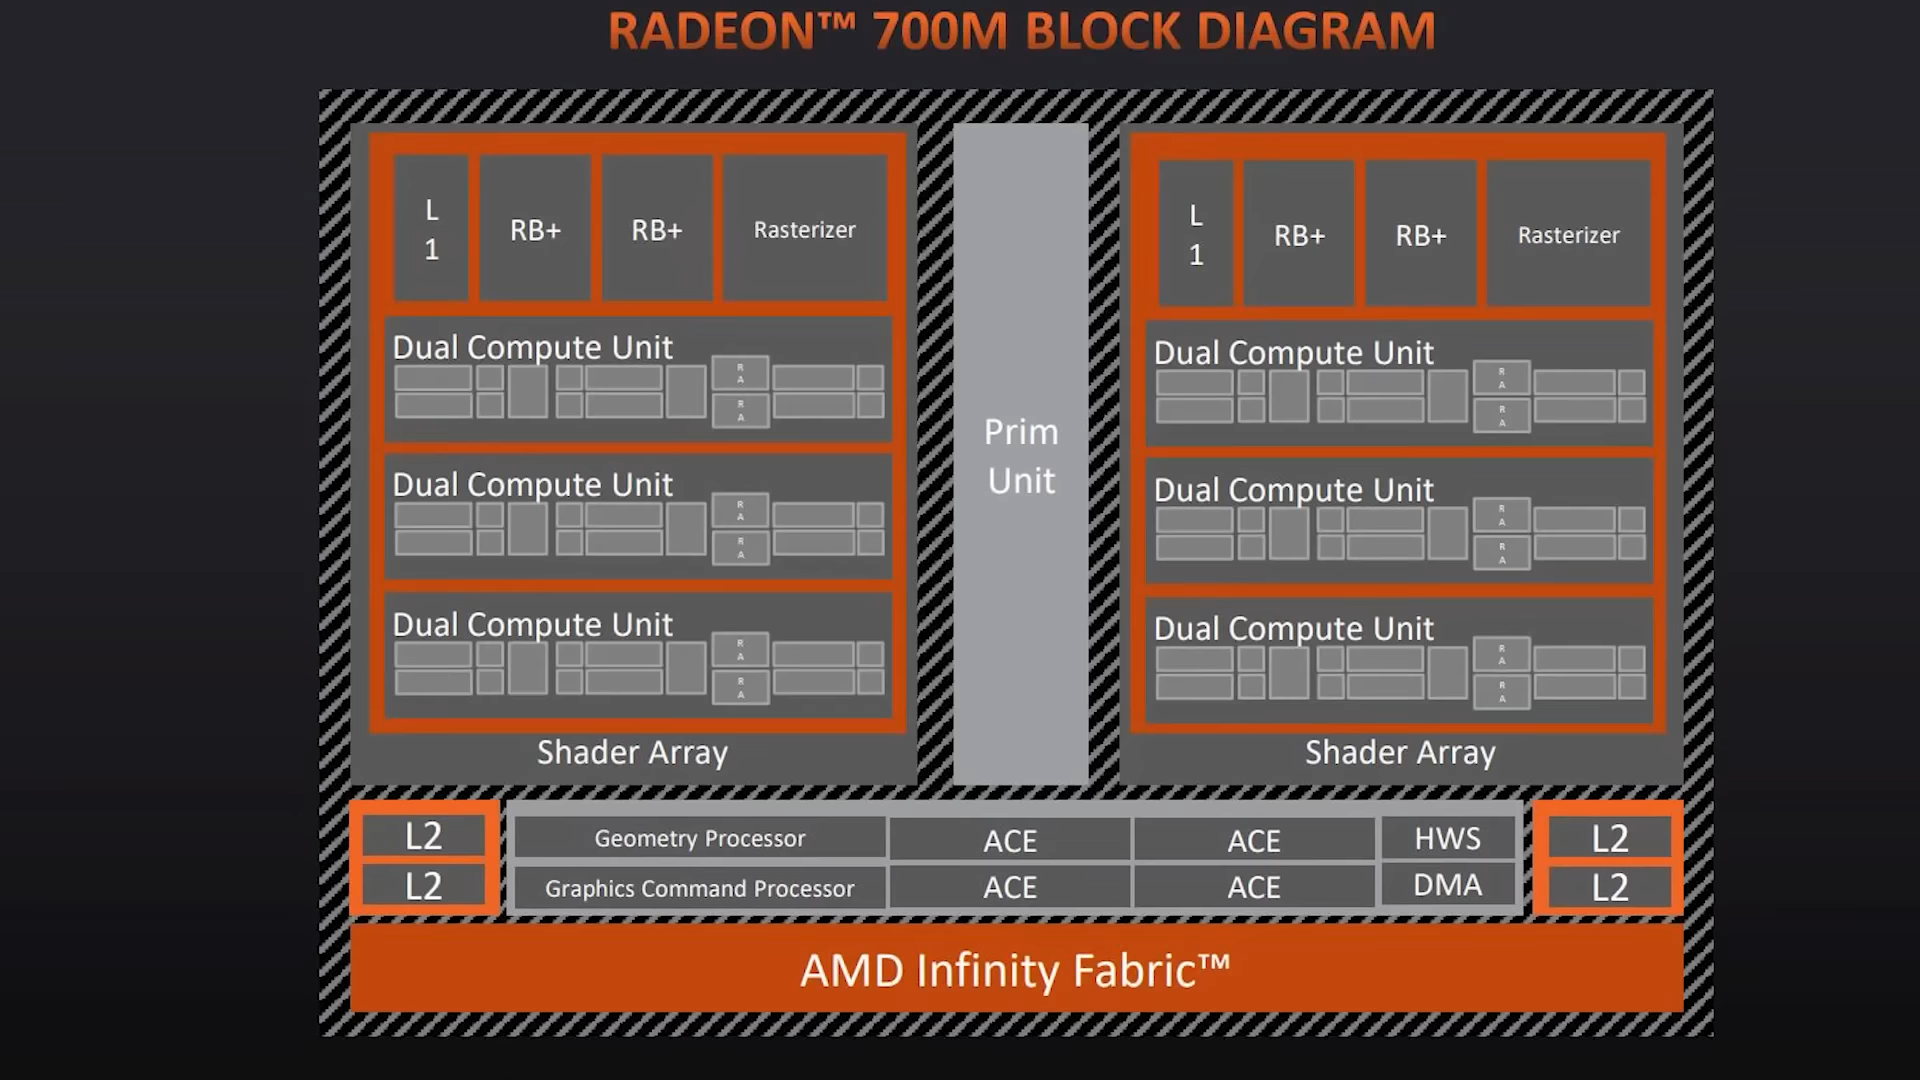 RADEON™ 700M BLOCK DIAGRAM
L
1
RB+
RB+
Rasterizer
Dual Compute Unit
R
A
R
A
Dual Compute Unit
R
A
R
A
Dual Compute Unit
R
A
R
A
Shader Array
Prim
Unit
L
1
RB+
RB+
Rasterizer
Dual Compute Unit
R
A
R
A
Dual Compute Unit
R
A
R
A
Dual Compute Unit
R
A
R
A
Shader Array
L2
L2
Geometry Processor
ACE
ACE
HWS
Graphics Command Processor
ACE
ACE
DMA
L2
L2
AMD Infinity Fabric™